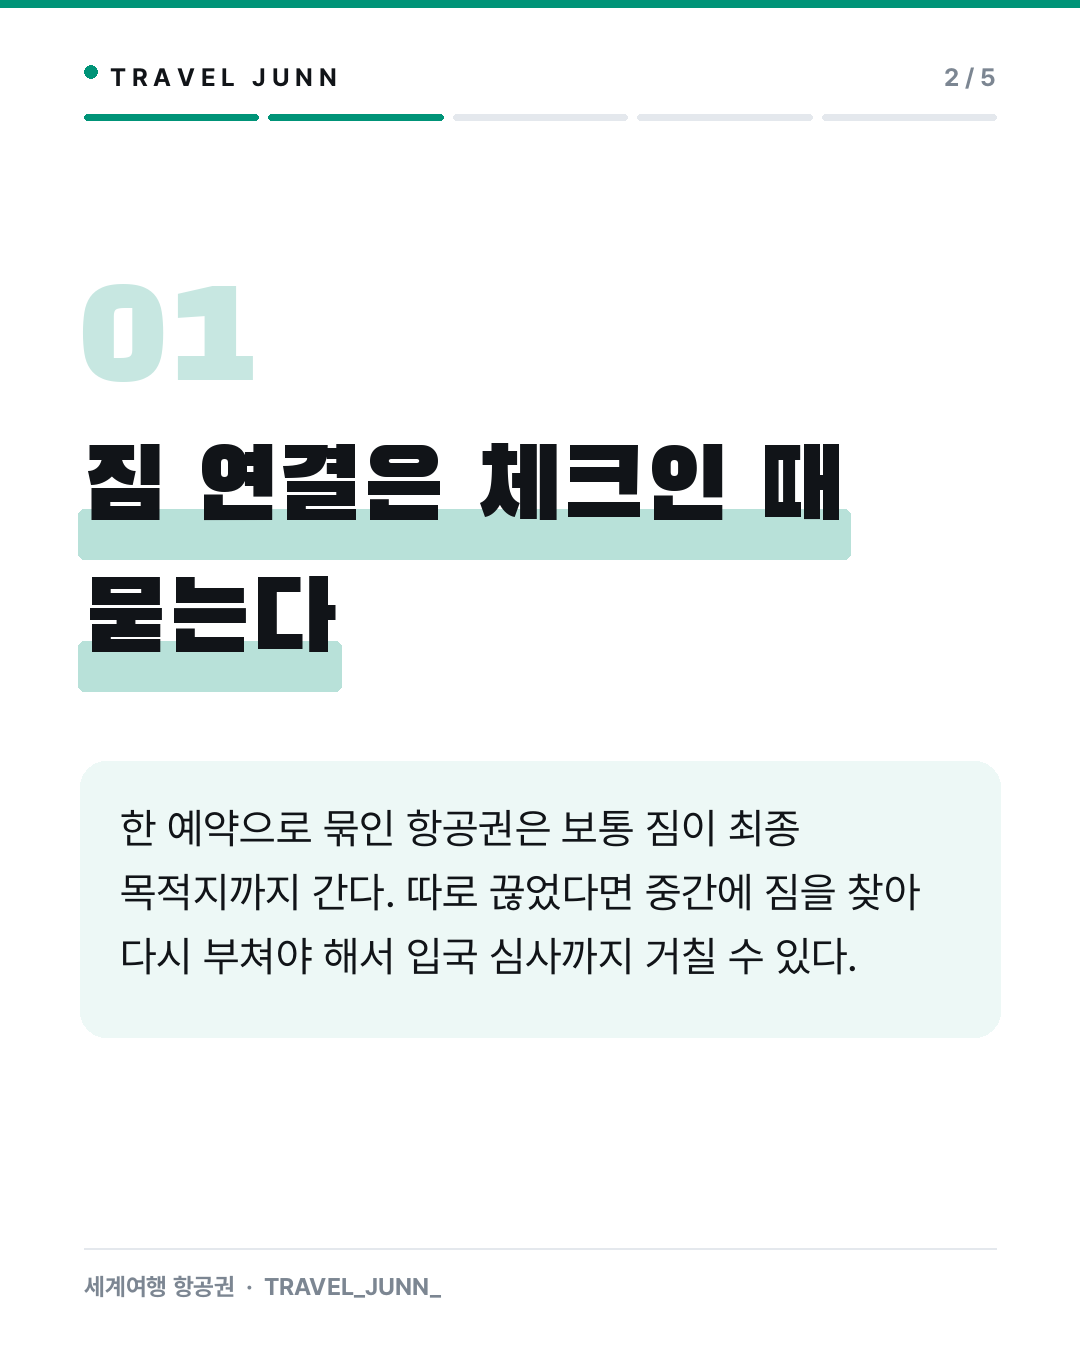 TRAVEL JUNN
2 / 5
01
짐 연결은 체크인 때
묻는다
한 예약으로 묶인 항공권은 보통 짐이 최종
목적지까지 간다. 따로 끊었다면 중간에 짐을 찾아
다시 부쳐야 해서 입국 심사까지 거칠 수 있다.
세계여행 항공권 · TRAVEL_JUNN_